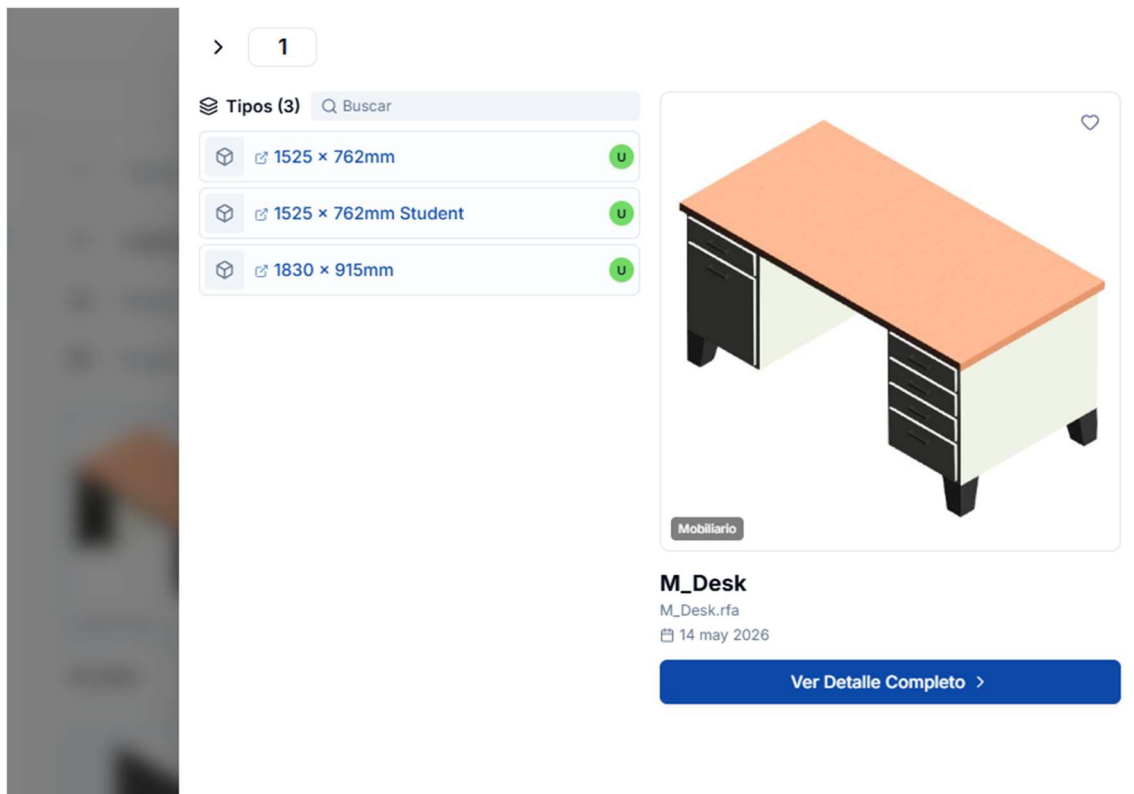 1
Tipos (3)
Buscar
1525 × 762mm
U
1525 × 762mm Student
U
1830 × 915mm
U
Mobiliario
M_Desk
M_Desk.rfa
14 may 2026
Ver Detalle Completo